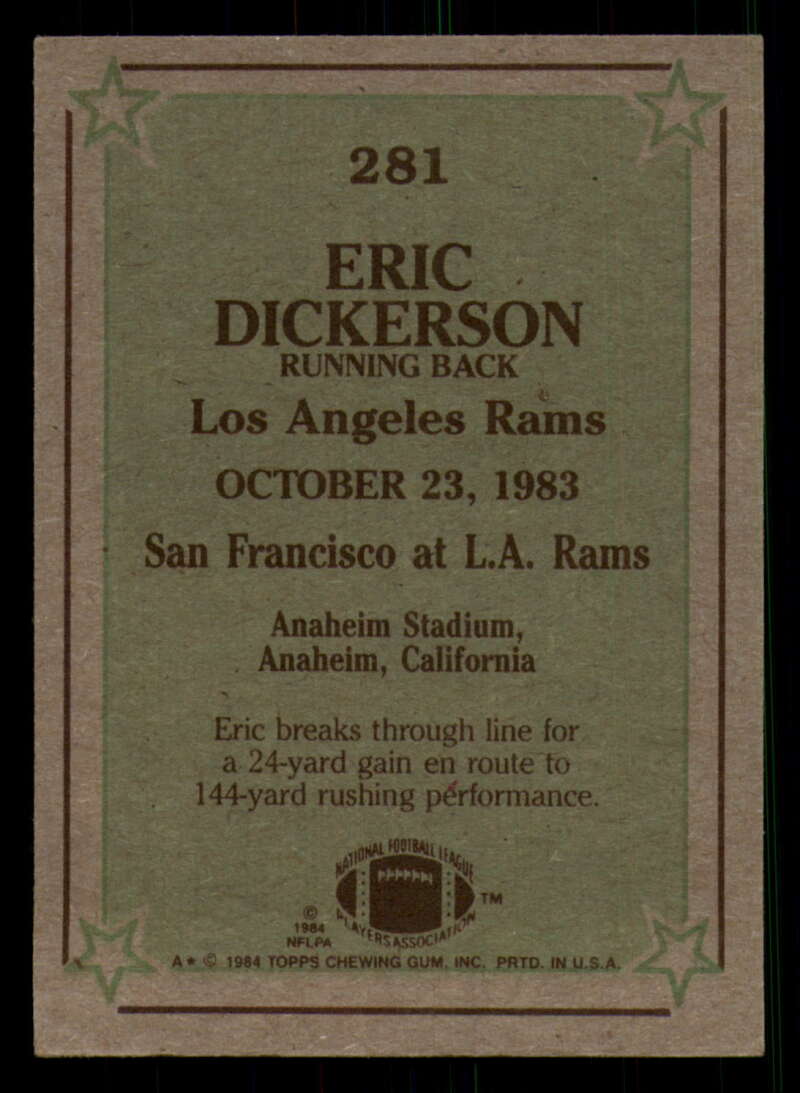 281
ERIC
DICKERSON
RUNNING BACK
Los Angeles Rams
OCTOBER 23, 1983
San Francisco at L.A. Rams
Anaheim Stadium,
Anaheim, California
Eric breaks through line for
a 24-yard gain en route to
144-yard rushing performance.
NATIONAL FOOTBALL LEAGUE
PLAYERS ASSOCIATION
TM
©
1984
NFLPA
A* © 1984 TOPPS CHEWING GUM, INC. PRTD. IN U.S.A.